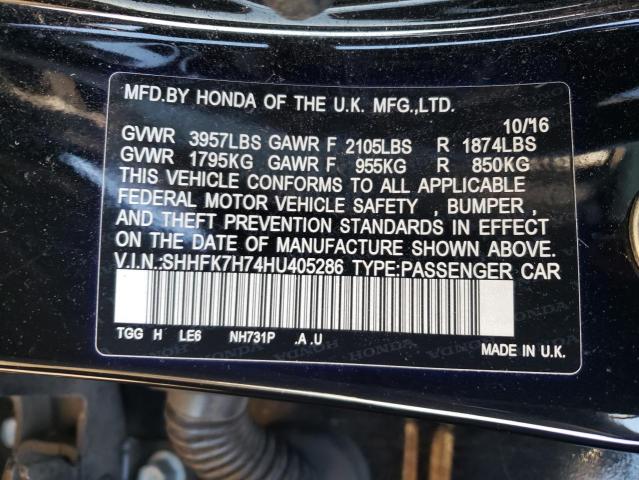 MFD.BY HONDA OF THE U.K. MFG.,LTD.
10/16
GVWR 3957LBS GAWR F 2105LBS R 1874LBS
GVWR 1795KG GAWR F 955KG R 850KG
THIS VEHICLE CONFORMS TO ALL APPLICABLE
FEDERAL MOTOR VEHICLE SAFETY , BUMPER ,
AND THEFT PREVENTION STANDARDS IN EFFECT
ON THE DATE OF MANUFACTURE SHOWN ABOVE.
V.I.N.:SHHFK7H74HU405286 TYPE:PASSENGER CAR
TGG H LE6 NH731P .A .U
MADE IN U.K.